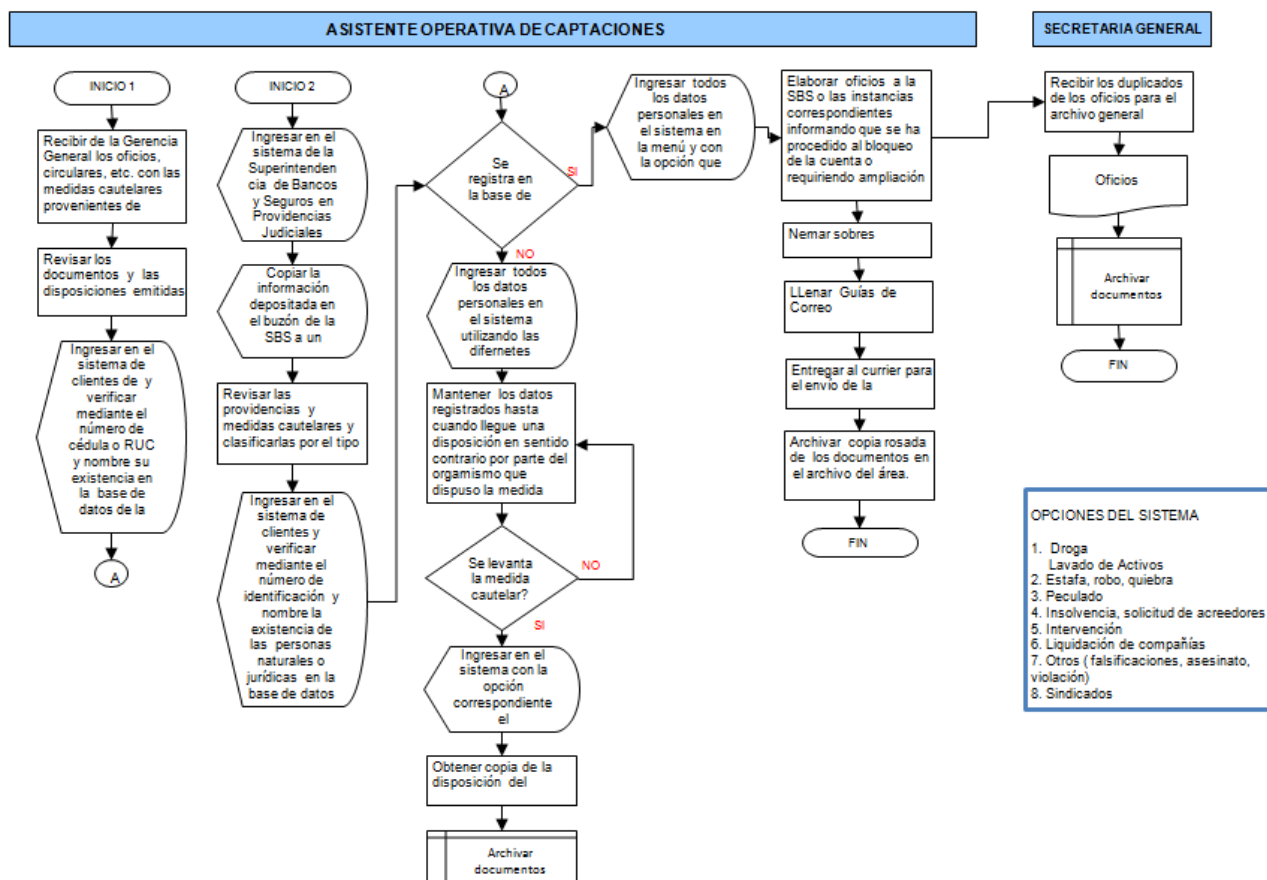 ASISTENTE OPERATIVA DE CAPTACIONES
SECRETARIA GENERAL
INICIO 1
Recibir de la Gerencia
General los oficios,
circulares, etc. con las
medidas cautelares
provenientes de
Revisar los
documentos y las
disposiciones emitidas
Ingresar en el
sistema de
clientes de y
verificar
mediante el
número de
cédula o RUC
y nombre su
existencia en
la base de
datos de la
A
INICIO 2
Ingresar en el
sistema de la
Superintenden
cia de Bancos
y Seguros en
Providencias
Judiciales
Copiar la
información
depositada en
el buzón de la
SBS a un
Revisar las
providencias y
medidas cautelares y
clasificarlas por el tipo
Ingresar en el
sistema de
clientes y
verificar
mediante el
número de
identificación y
nombre la
existencia de
las personas
naturales o
jurídicas en la
base de datos
A
Se
registra en
la base de
SI
NO
Ingresar todos
los datos
personales en
el sistema
utilizando las
difernetes
Mantener los datos
registrados hasta
cuando llegue una
disposición en sentido
contrario por parte del
orgamismo que
dispuso la medida
Se levanta
la medida
cautelar?
NO
SI
Ingresar en el
sistema con la
opción
correspondiente
el
Obtener copia de la
disposición del
Archivar
documentos
Ingresar todos
los datos
personales en
el sistema en
la menú y con
la opción que
Elaborar oficios a la
SBS o las instancias
correspondientes
informando que se ha
procedido al bloqueo
de la cuenta o
requiriendo ampliación
Nemar sobres
LLenar Guías de
Correo
Entregar al currier para
el envío de la
Archivar copia rosada
de los documentos en
el archivo del área.
FIN
Recibir los duplicados
de los oficios para el
archivo general
Oficios
Archivar
documentos
FIN
OPCIONES DEL SISTEMA
1. Droga
Lavado de Activos
2. Estafa, robo, quiebra
3. Peculado
4. Insolvencia, solicitud de acreedores
5. Intervención
6. Liquidación de compañías
7. Otros ( falsificaciones, asesinato,
violación)
8. Sindicados